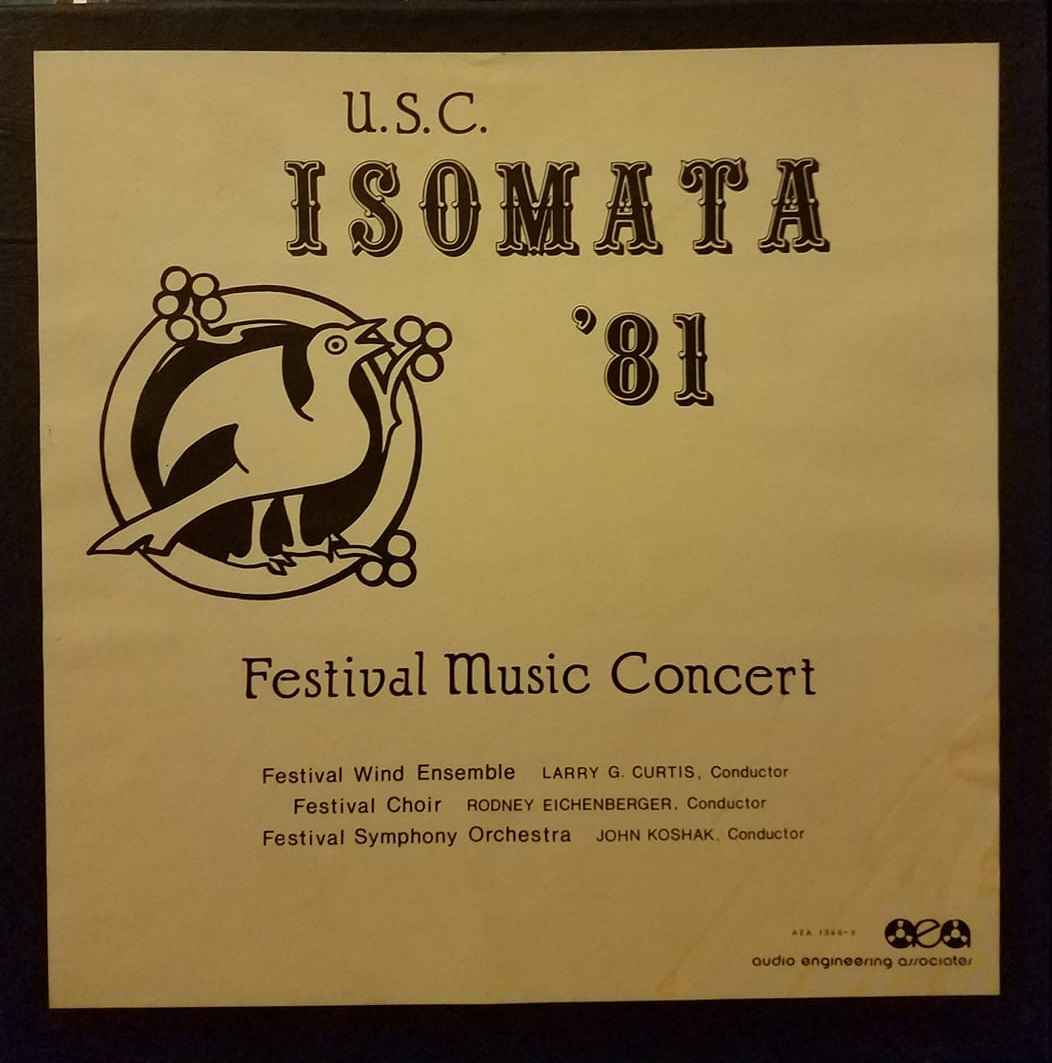 U.S.C.
ISOMATA
'81
Festival Music Concert
Festival Wind Ensemble LARRY G. CURTIS, Conductor
Festival Choir RODNEY EICHENBERGER, Conductor
Festival Symphony Orchestra JOHN KOSHAK, Conductor
AEA
aea
audio engineering associates